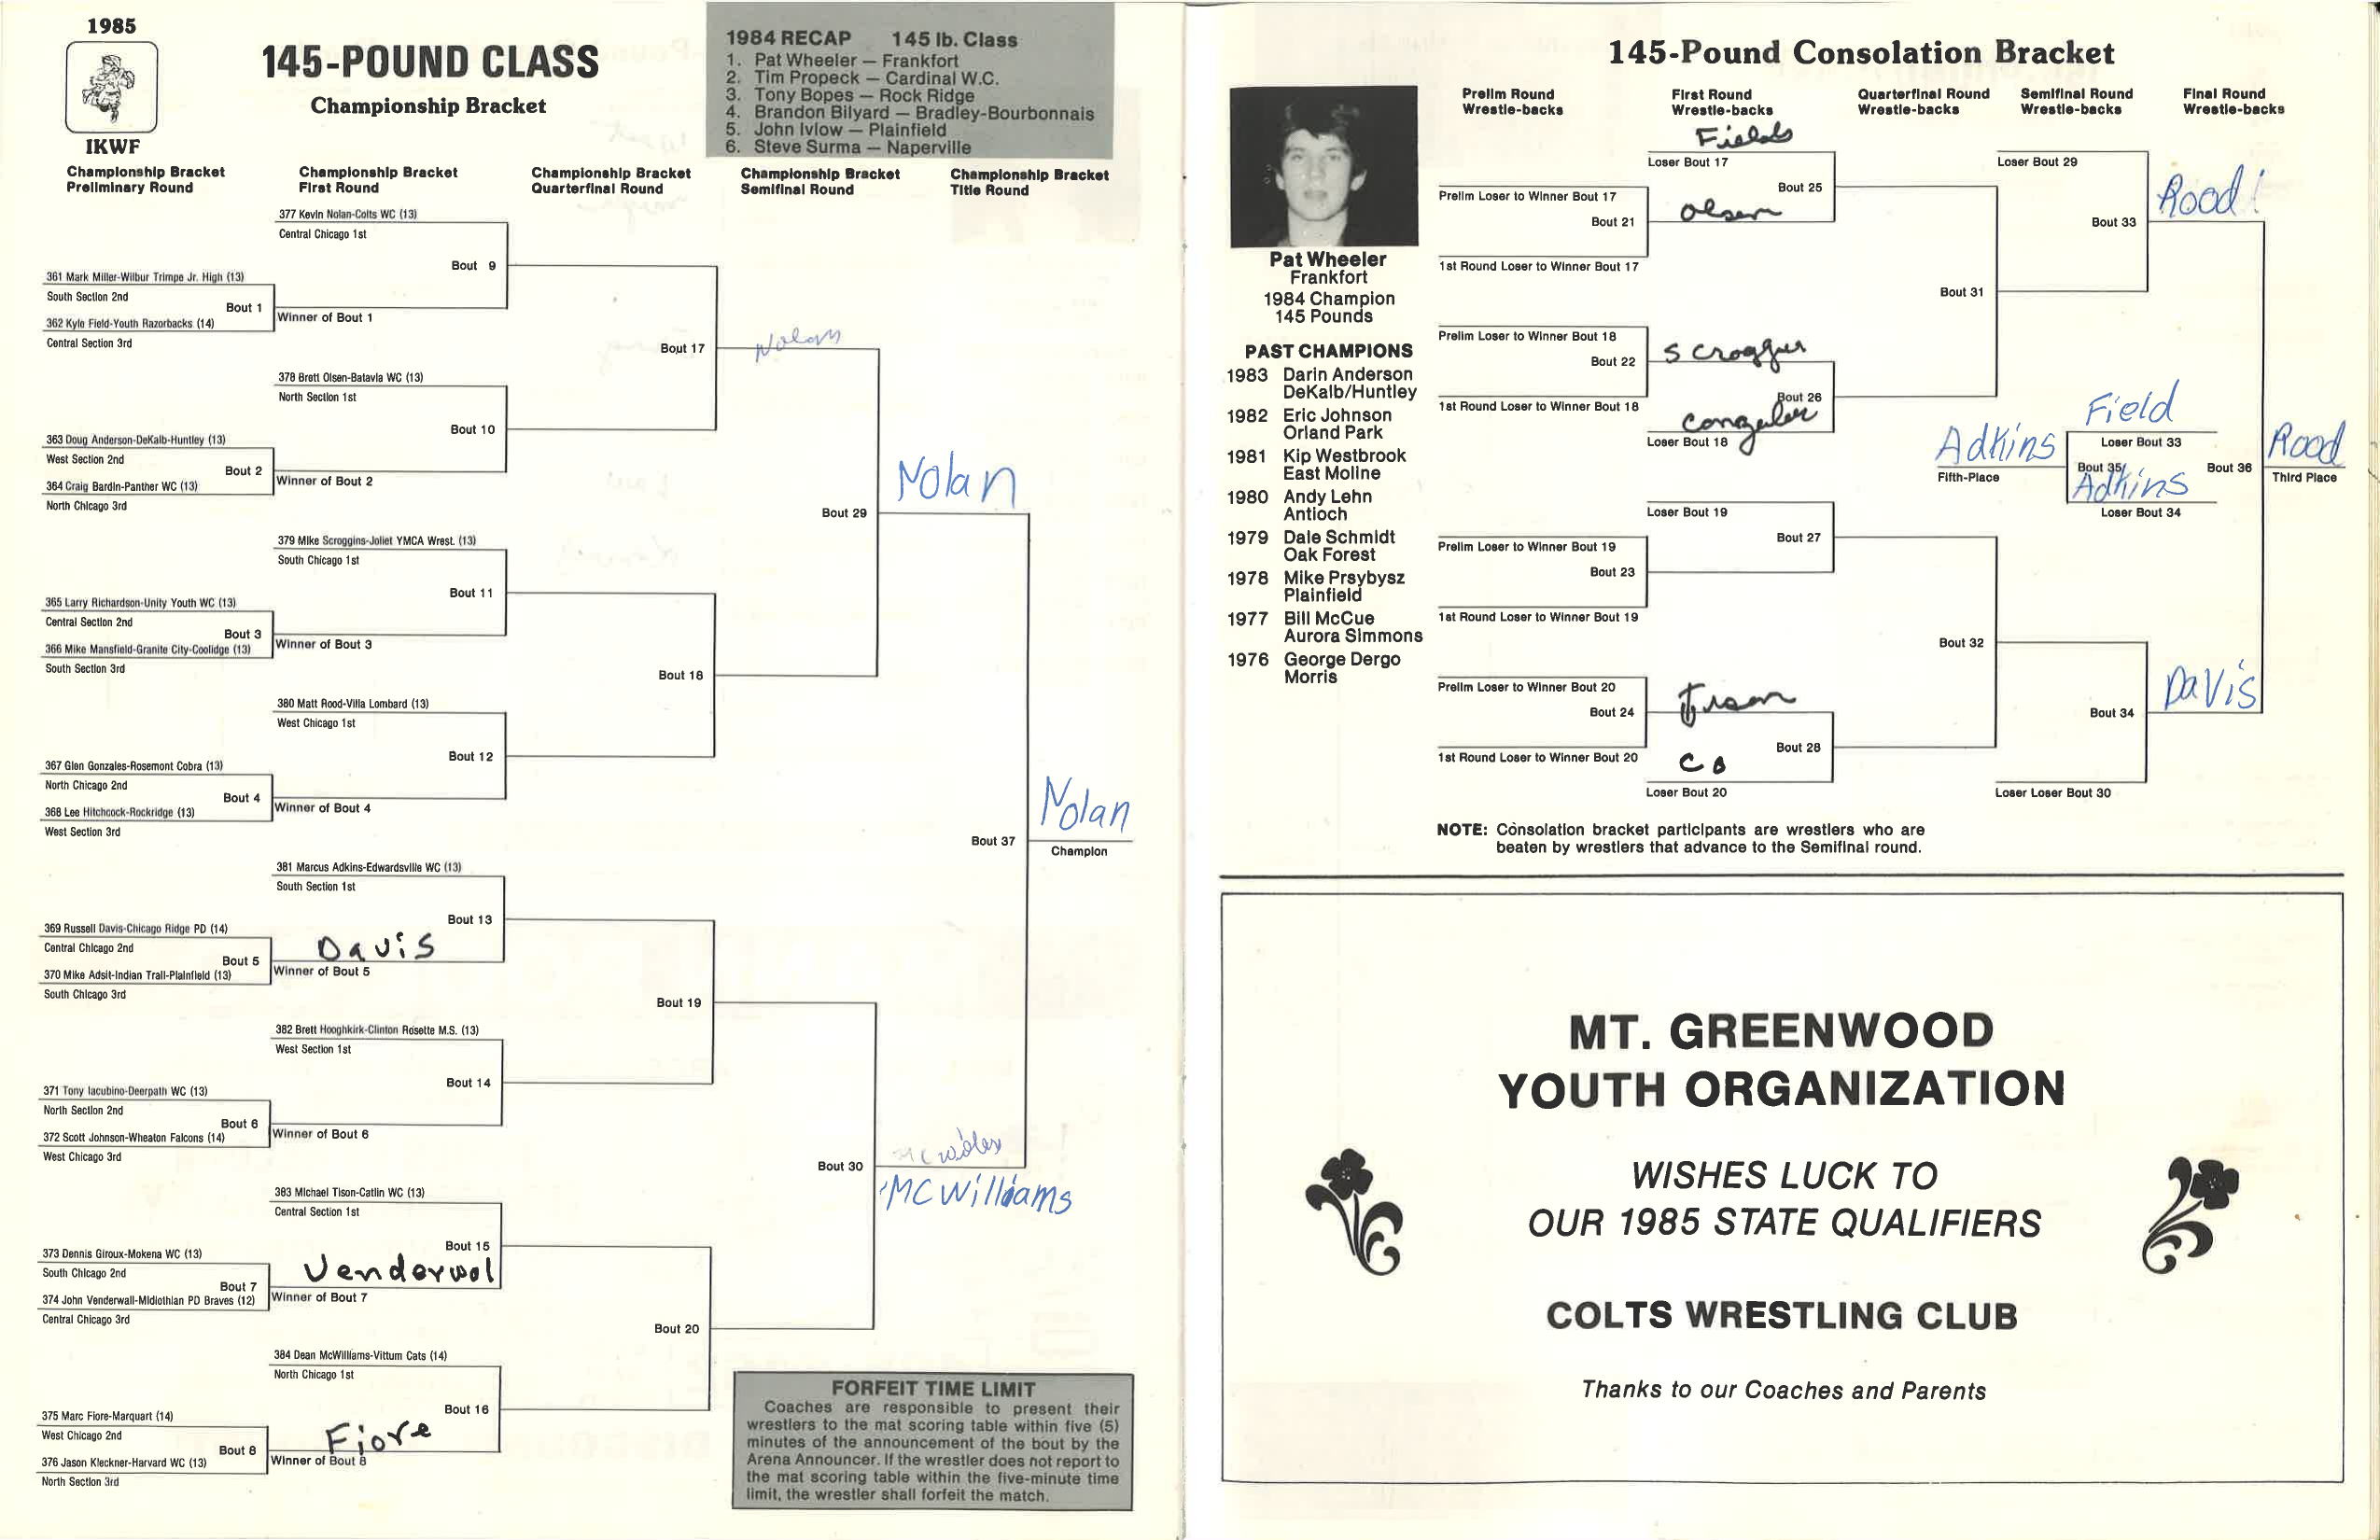 1985
IKWF
145-POUND CLASS
Championship Bracket
1984 RECAP 145 lb. Class
1. Pat Wheeler — Frankfort
2. Tim Propeck — Cardinal W.C.
3. Tony Bopes — Rock Ridge
4. Brandon Bilyard — Bradley-Bourbonnais
5. John Ivlow — Plainfield
6. Steve Surma — Naperville
Championship Bracket
Preliminary Round
Championship Bracket
First Round
Championship Bracket
Quarterfinal Round
Championship Bracket
Semifinal Round
Championship Bracket
Title Round
377 Kevin Nolan-Colts WC (13)
Central Chicago 1st
Bout 9
361 Mark Miller-Wilbur Trimpe Jr. High (13)
South Section 2nd
Bout 1
362 Kyle Field-Youth Razorbacks (14)
Central Section 3rd
Winner of Bout 1
Bout 17
Nolan
378 Brett Olsen-Batavia WC (13)
North Section 1st
Bout 10
363 Doug Anderson-DeKalb-Huntley (13)
West Section 2nd
Bout 2
364 Craig Bardin-Panther WC (13)
North Chicago 3rd
Winner of Bout 2
Nolan
Bout 29
379 Mike Scroggins-Joliet YMCA Wrest. (13)
South Chicago 1st
Bout 11
365 Larry Richardson-Unity Youth WC (13)
Central Section 2nd
Bout 3
366 Mike Mansfield-Granite City-Coolidge (13)
South Section 3rd
Winner of Bout 3
Bout 18
380 Matt Rood-Villa Lombard (13)
West Chicago 1st
Bout 12
367 Glen Gonzales-Rosemont Cobra (13)
North Chicago 2nd
Bout 4
368 Lee Hitchcock-Rockridge (13)
West Section 3rd
Winner of Bout 4
Nolan
Bout 37
Champion
381 Marcus Adkins-Edwardsville WC (13)
South Section 1st
Bout 13
369 Russell Davis-Chicago Ridge PD (14)
Central Chicago 2nd
Bout 5
370 Mike Adsit-Indian Trail-Plainfield (13)
South Chicago 3rd
Davis
Winner of Bout 5
Bout 19
382 Brett Hooghkirk-Clinton Rosette M.S. (13)
West Section 1st
Bout 14
371 Tony Iacubino-Deerpath WC (13)
North Section 2nd
Bout 6
372 Scott Johnson-Wheaton Falcons (14)
West Chicago 3rd
Winner of Bout 6
Bout 30
McWilliams
383 Michael Tison-Catlin WC (13)
Central Section 1st
Bout 15
373 Dennis Giroux-Mokena WC (13)
South Chicago 2nd
Bout 7
374 John Venderwall-Midlothian PD Braves (12)
Central Chicago 3rd
Venderwal
Winner of Bout 7
Bout 20
384 Dean McWilliams-Vittum Cats (14)
North Chicago 1st
Bout 16
375 Marc Fiore-Marquart (14)
West Chicago 2nd
Bout 8
376 Jason Kleckner-Harvard WC (13)
North Section 3rd
Fiore
Winner of Bout 8
FORFEIT TIME LIMIT
Coaches are responsible to present their
wrestlers to the mat scoring table within five (5)
minutes of the announcement of the bout by the
Arena Announcer. If the wrestler does not report to
the mat scoring table within the five-minute time
limit, the wrestler shall forfeit the match.
145-Pound Consolation Bracket
Prelim Round
Wrestle-backs
First Round
Wrestle-backs
Quarterfinal Round
Wrestle-backs
Semifinal Round
Wrestle-backs
Final Round
Wrestle-backs
Pat Wheeler
Frankfort
1984 Champion
145 Pounds
PAST CHAMPIONS
1983 Darin Anderson
DeKalb/Huntley
1982 Eric Johnson
Orland Park
1981 Kip Westbrook
East Moline
1980 Andy Lehn
Antioch
1979 Dale Schmidt
Oak Forest
1978 Mike Prsybysz
Plainfield
1977 Bill McCue
Aurora Simmons
1976 George Dergo
Morris
Fields
Loser Bout 17
Bout 25
Prelim Loser to Winner Bout 17
Bout 21
Olsen
1st Round Loser to Winner Bout 17
Loser Bout 29
Rood!
Bout 33
Bout 31
Prelim Loser to Winner Bout 18
Bout 22
1st Round Loser to Winner Bout 18
Bout 26
Loser Bout 18
Field
Loser Bout 33
Adkins
Fifth-Place
Bout 35
Adkins
Loser Bout 34
Bout 36
Rood
Third Place
Loser Bout 19
Bout 27
Prelim Loser to Winner Bout 19
Bout 23
1st Round Loser to Winner Bout 19
Bout 32
Prelim Loser to Winner Bout 20
Bout 24
1st Round Loser to Winner Bout 20
Bout 28
Co
Loser Bout 20
Davis
Bout 34
Loser Loser Bout 30
NOTE: Consolation bracket participants are wrestlers who are
beaten by wrestlers that advance to the Semifinal round.
MT. GREENWOOD
YOUTH ORGANIZATION
WISHES LUCK TO
OUR 1985 STATE QUALIFIERS
COLTS WRESTLING CLUB
Thanks to our Coaches and Parents